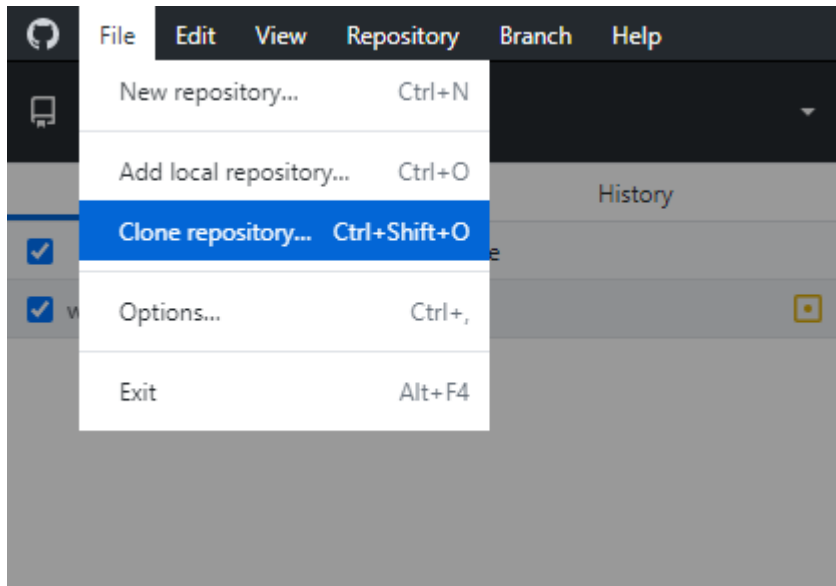 File Edit View Repository Branch Help
New repository... Ctrl+N
Add local repository... Ctrl+O
History
Clone repository... Ctrl+Shift+O
Options... Ctrl+,
Exit Alt+F4